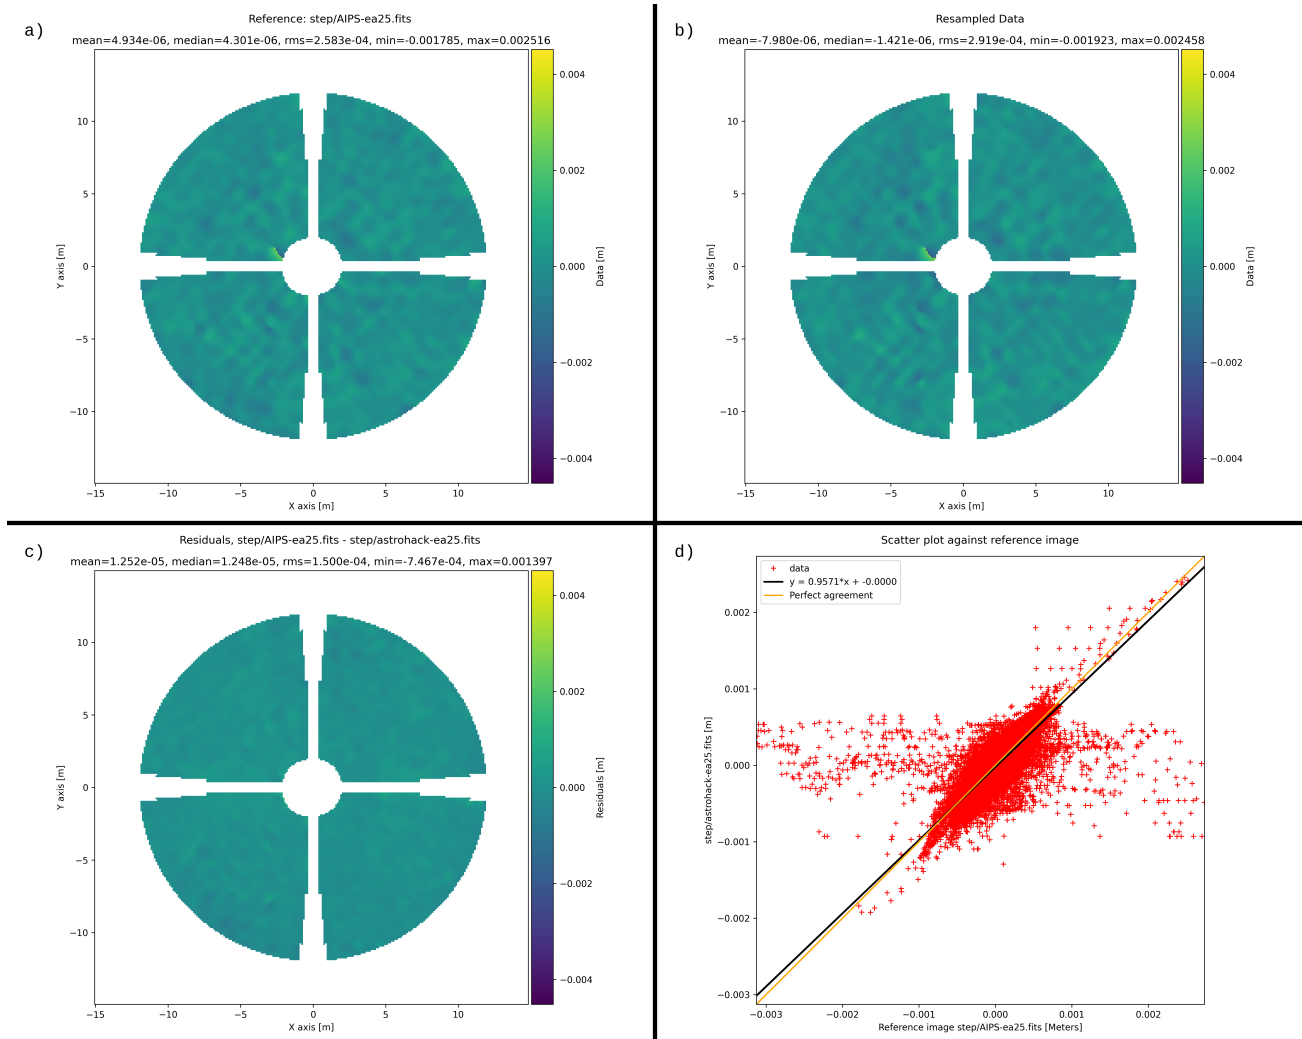 a)
Reference: step/AIPS-ea25.fits
mean=4.934e-06, median=4.301e-06, rms=2.583e-04, min=-0.001785, max=0.002516
10
5
0
−5
−10
Y axis [m]
−15
−10
−5
0
5
10
X axis [m]
0.004
0.002
0.000
−0.002
−0.004
Data [m]
b)
Resampled Data
mean=-7.980e-06, median=-1.421e-06, rms=2.919e-04, min=-0.001923, max=0.002458
10
5
0
−5
−10
Y axis [m]
−15
−10
−5
0
5
10
X axis [m]
0.004
0.002
0.000
−0.002
−0.004
Data [m]
c)
Residuals, step/AIPS-ea25.fits - step/astrohack-ea25.fits
mean=1.252e-05, median=1.248e-05, rms=1.500e-04, min=-7.467e-04, max=0.001397
10
5
0
−5
−10
Y axis [m]
−15
−10
−5
0
5
10
X axis [m]
0.004
0.002
0.000
−0.002
−0.004
Residuals [m]
d)
Scatter plot against reference image
data
y = 0.9571*x + -0.0000
Perfect agreement
0.002
0.001
0.000
−0.001
−0.002
−0.003
step/astrohack-ea25.fits [m]
−0.003
−0.002
−0.001
0.000
0.001
0.002
Reference image step/AIPS-ea25.fits [Meters]